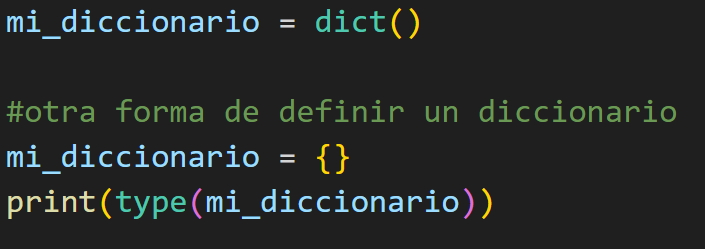 mi_diccionario = dict()
#otra forma de definir un diccionario
mi_diccionario = {}
print(type(mi_diccionario))